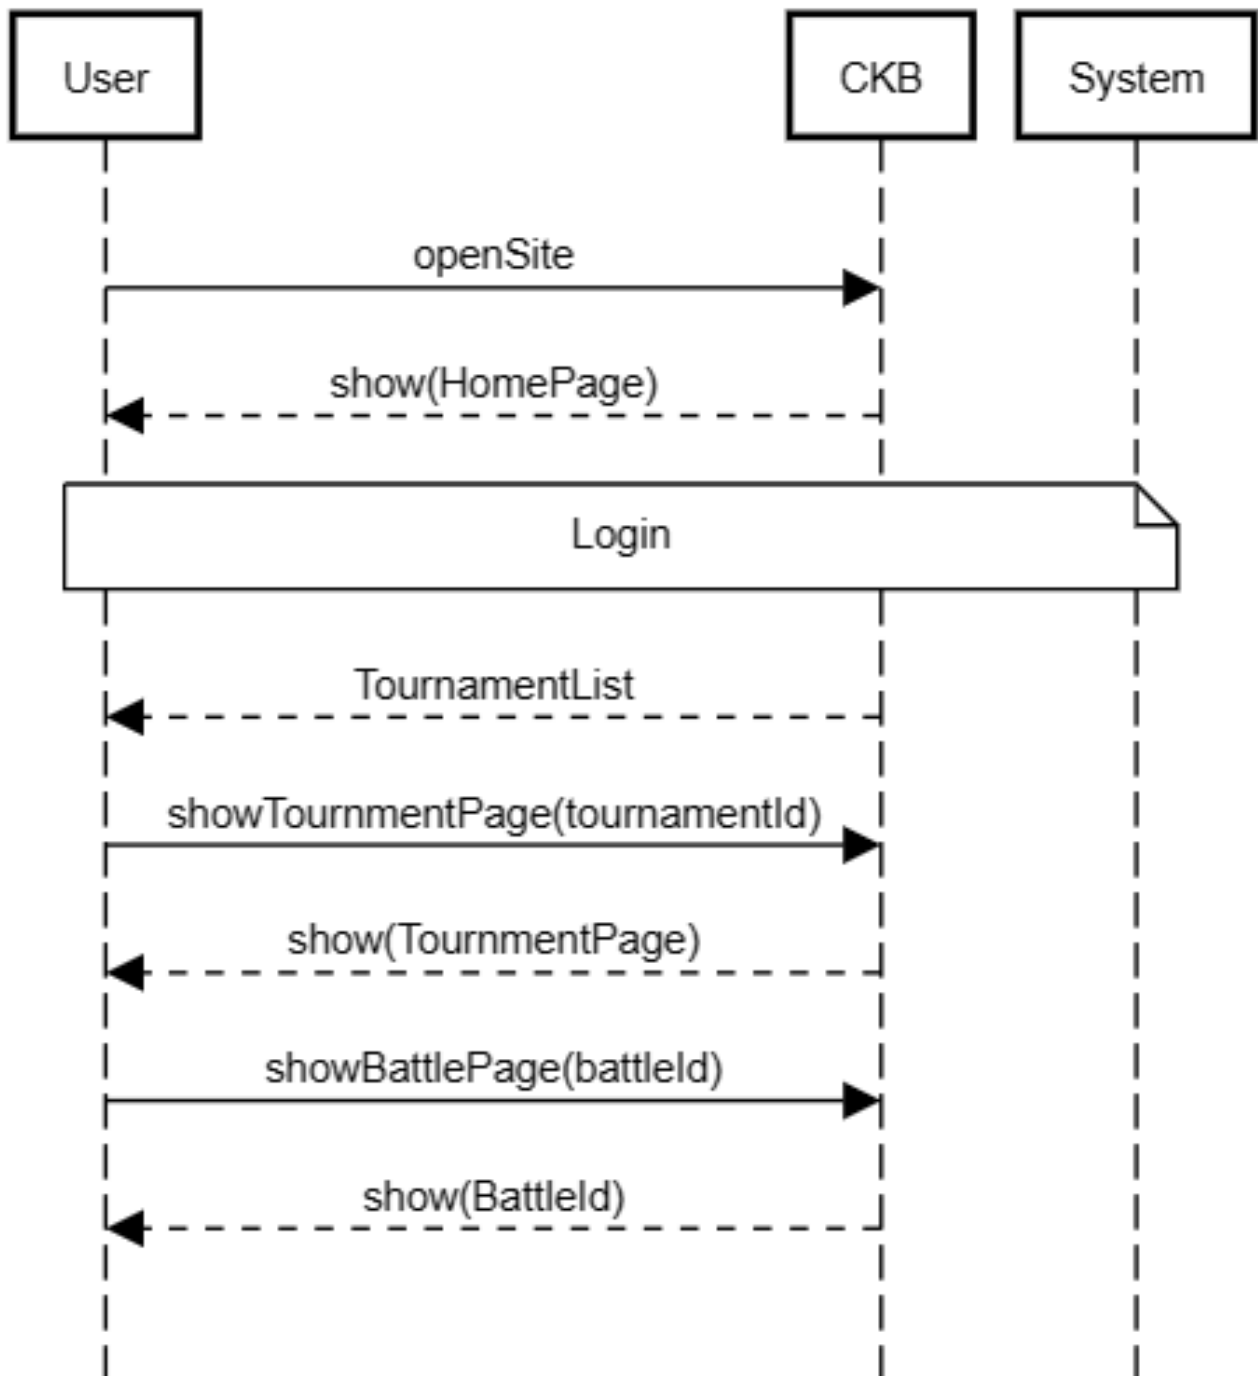 User
CKB
System
openSite
show(HomePage)
Login
TournamentList
showTournmentPage(tournamentId)
show(TournmentPage)
showBattlePage(battleId)
show(BattleId)